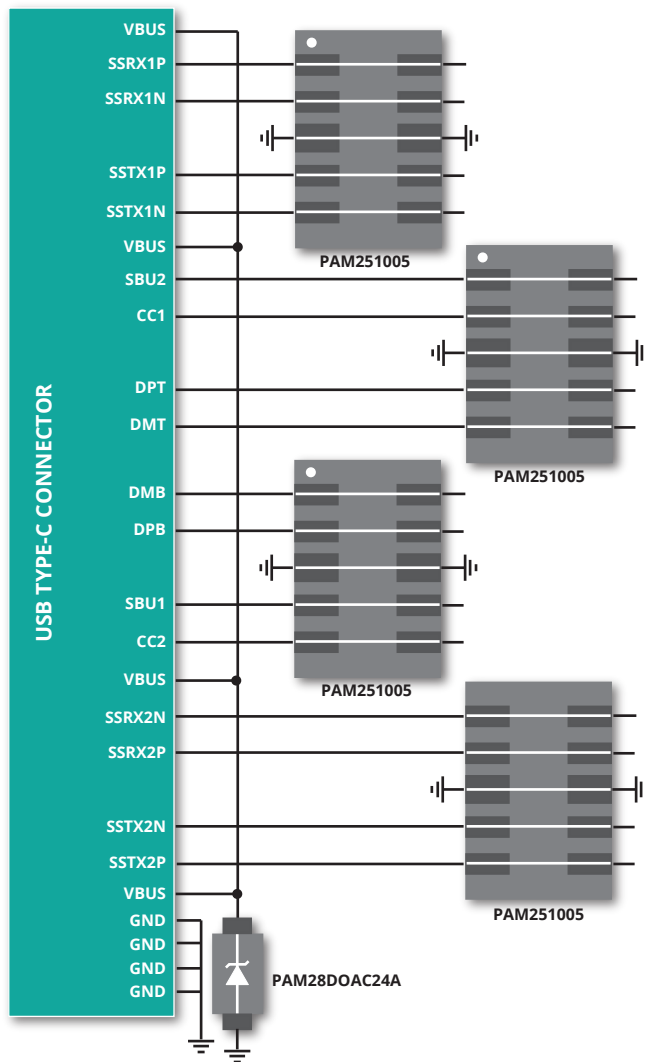 USB TYPE-C CONNECTOR
VBUS
SSRX1P
SSRX1N
SSTX1P
SSTX1N
VBUS
PAM251005
SBU2
CC1
DPT
DMT
PAM251005
DMB
DPB
SBU1
CC2
VBUS
PAM251005
SSRX2N
SSRX2P
SSTX2N
SSTX2P
VBUS
PAM251005
GND
GND
GND
GND
PAM28DOAC24A